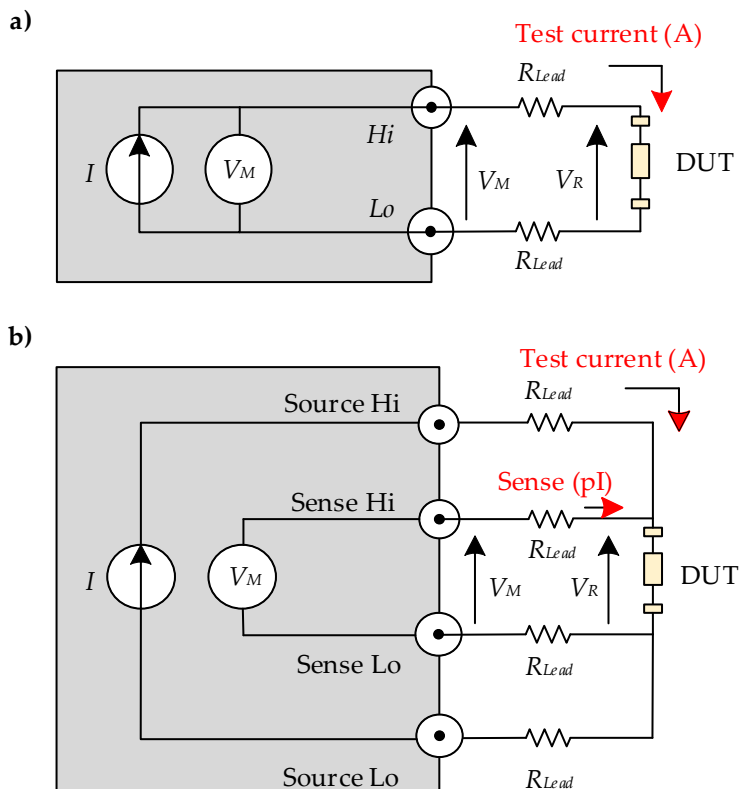 a)
Test current (A)
RLead
Hi
I
VM
VM
VR
DUT
Lo
RLead
b)
Test current (A)
RLead
Source Hi
Sense Hi
Sense (pI)
RLead
I
VM
VM
VR
DUT
Sense Lo
RLead
Source Lo
RLead